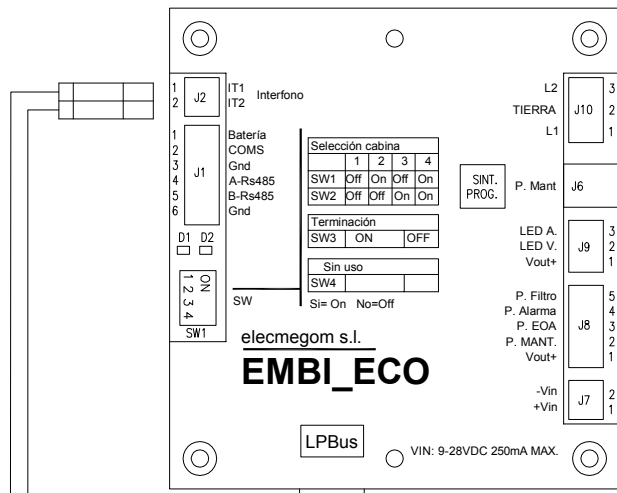 1 IT1
2 IT2
J2
Interfono
1 Batería
2 COMS
3 Gnd
4 A-Rs485
5 B-Rs485
6 Gnd
J1
D1 D2
ON
1 2 3 4
SW1
SW
Selección cabina
1 2 3 4
SW1 Off On Off On
SW2 Off Off On On
Terminación
SW3 ON OFF
Sin uso
SW4
Si= On No=Off
elecmegom s.l.
EMBI_ECO
LPBus
VIN: 9-28VDC 250mA MAX.
SINT.
PROG.
L2 3
TIERRA 2
L1 1
J10
P. Mant J6
LED A. 3
LED V. 2
Vout+ 1
J9
P. Filtro 5
P. Alarma 4
P. EOA 3
P. MANT. 2
Vout+ 1
J8
-Vin 2
+Vin 1
J7